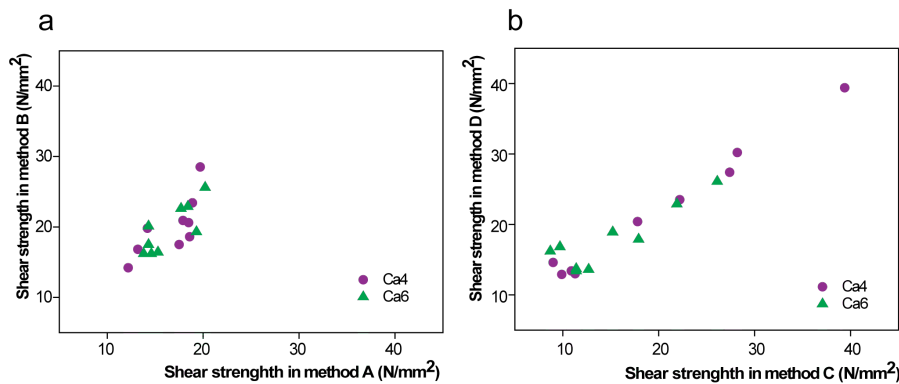 a
Shear strength in method B (N/mm²)
40
30
20
10
10
20
30
40
Shear strenghth in method A (N/mm²)
Ca4
Ca6
b
Shear strength in method D (N/mm²)
40
30
20
10
10
20
30
40
Shear strenghth in method C (N/mm²)
Ca4
Ca6